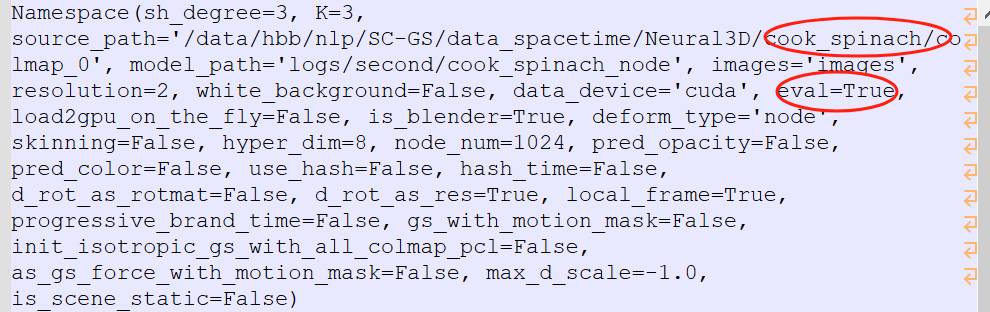 Namespace(sh_degree=3, K=3,
source_path='/data/hbb/nlp/SC-GS/data_spacetime/Neural3D/cook_spinach/co
lmap_0', model_path='logs/second/cook_spinach_node', images='images',
resolution=2, white_background=False, data_device='cuda', eval=True,
load2gpu_on_the_fly=False, is_blender=True, deform_type='node',
skinning=False, hyper_dim=8, node_num=1024, pred_opacity=False,
pred_color=False, use_hash=False, hash_time=False,
d_rot_as_rotmat=False, d_rot_as_res=True, local_frame=True,
progressive_brand_time=False, gs_with_motion_mask=False,
init_isotropic_gs_with_all_colmap_pcl=False,
as_gs_force_with_motion_mask=False, max_d_scale=-1.0,
is_scene_static=False)